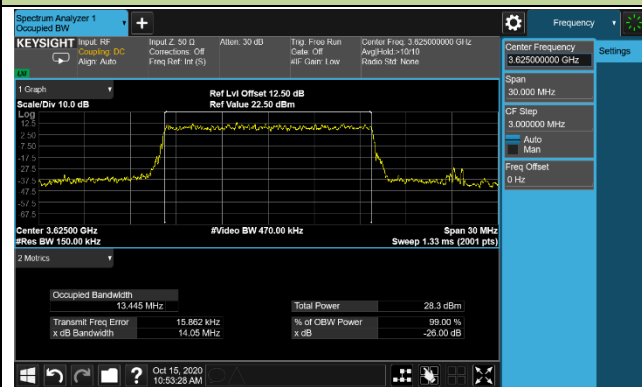 Spectrum Analyzer 1
Occupied BW
+
Frequency
KEYSIGHT
Input: RF
Coupling: DC
Align: Auto
Input Z: 50 Ω
Corrections: Off
Freq Ref: Int (S)
Atten: 30 dB
Trig: Free Run
Gate: Off
#IF Gain: Low
Center Freq: 3.625000000 GHz
Avg|Hold:>10/10
Radio Std: None
LXI
Center Frequency
3.625000000 GHz
Settings
Span
30.000 MHz
CF Step
3.000000 MHz
Auto
Man
Freq Offset
0 Hz
1 Graph
Scale/Div 10.0 dB
Ref Lvl Offset 12.50 dB
Ref Value 22.50 dBm
Log
12.5
2.50
-7.50
-17.5
-27.5
-37.5
-47.5
-57.5
-67.5
Center 3.62500 GHz
#Video BW 470.00 kHz
Span 30 MHz
#Res BW 150.00 kHz
Sweep 1.33 ms (2001 pts)
2 Metrics
Occupied Bandwidth
13.445 MHz
Total Power 28.3 dBm
Transmit Freq Error 15.862 kHz
% of OBW Power 99.00 %
x dB Bandwidth 14.05 MHz
x dB -26.00 dB
?
Oct 15, 2020
10:53:28 AM